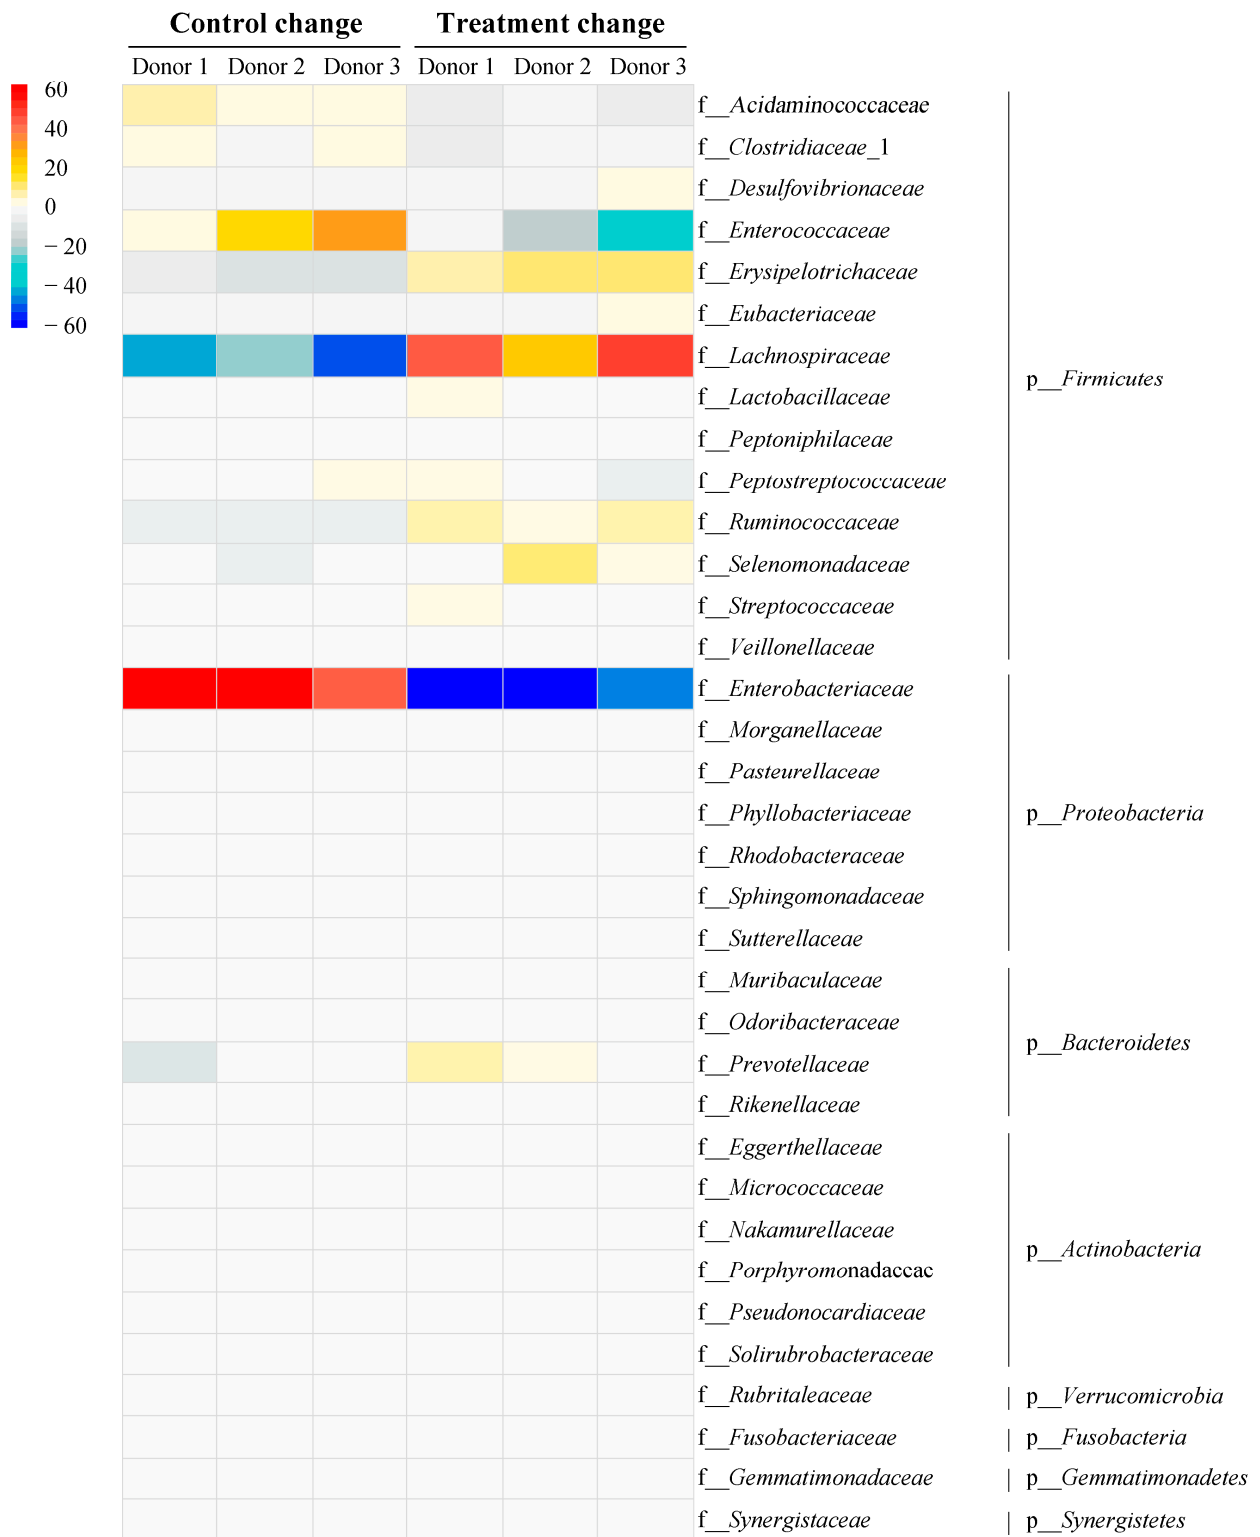 Control change Treatment change
Donor 1 Donor 2 Donor 3 Donor 1 Donor 2 Donor 3
60
40
20
0
− 20
− 40
− 60
f__Acidaminococcaceae
f__Clostridiaceae_1
f__Desulfovibrionaceae
f__Enterococcaceae
f__Erysipelotrichaceae
f__Eubacteriaceae
f__Lachnospiraceae
f__Lactobacillaceae
f__Peptoniphilaceae
f__Peptostreptococcaceae
f__Ruminococcaceae
f__Selenomonadaceae
f__Streptococcaceae
f__Veillonellaceae
p__Firmicutes
f__Enterobacteriaceae
f__Morganellaceae
f__Pasteurellaceae
f__Phyllobacteriaceae
f__Rhodobacteraceae
f__Sphingomonadaceae
f__Sutterellaceae
p__Proteobacteria
f__Muribaculaceae
f__Odoribacteraceae
f__Prevotellaceae
f__Rikenellaceae
p__Bacteroidetes
f__Eggerthellaceae
f__Micrococcaceae
f__Nakamurellaceae
f__Porphyromonadaccac
f__Pseudonocardiaceae
f__Solirubrobacteraceae
p__Actinobacteria
f__Rubritaleaceae
p__Verrucomicrobia
f__Fusobacteriaceae
p__Fusobacteria
f__Gemmatimonadaceae
p__Gemmatimonadetes
f__Synergistaceae
p__Synergistetes